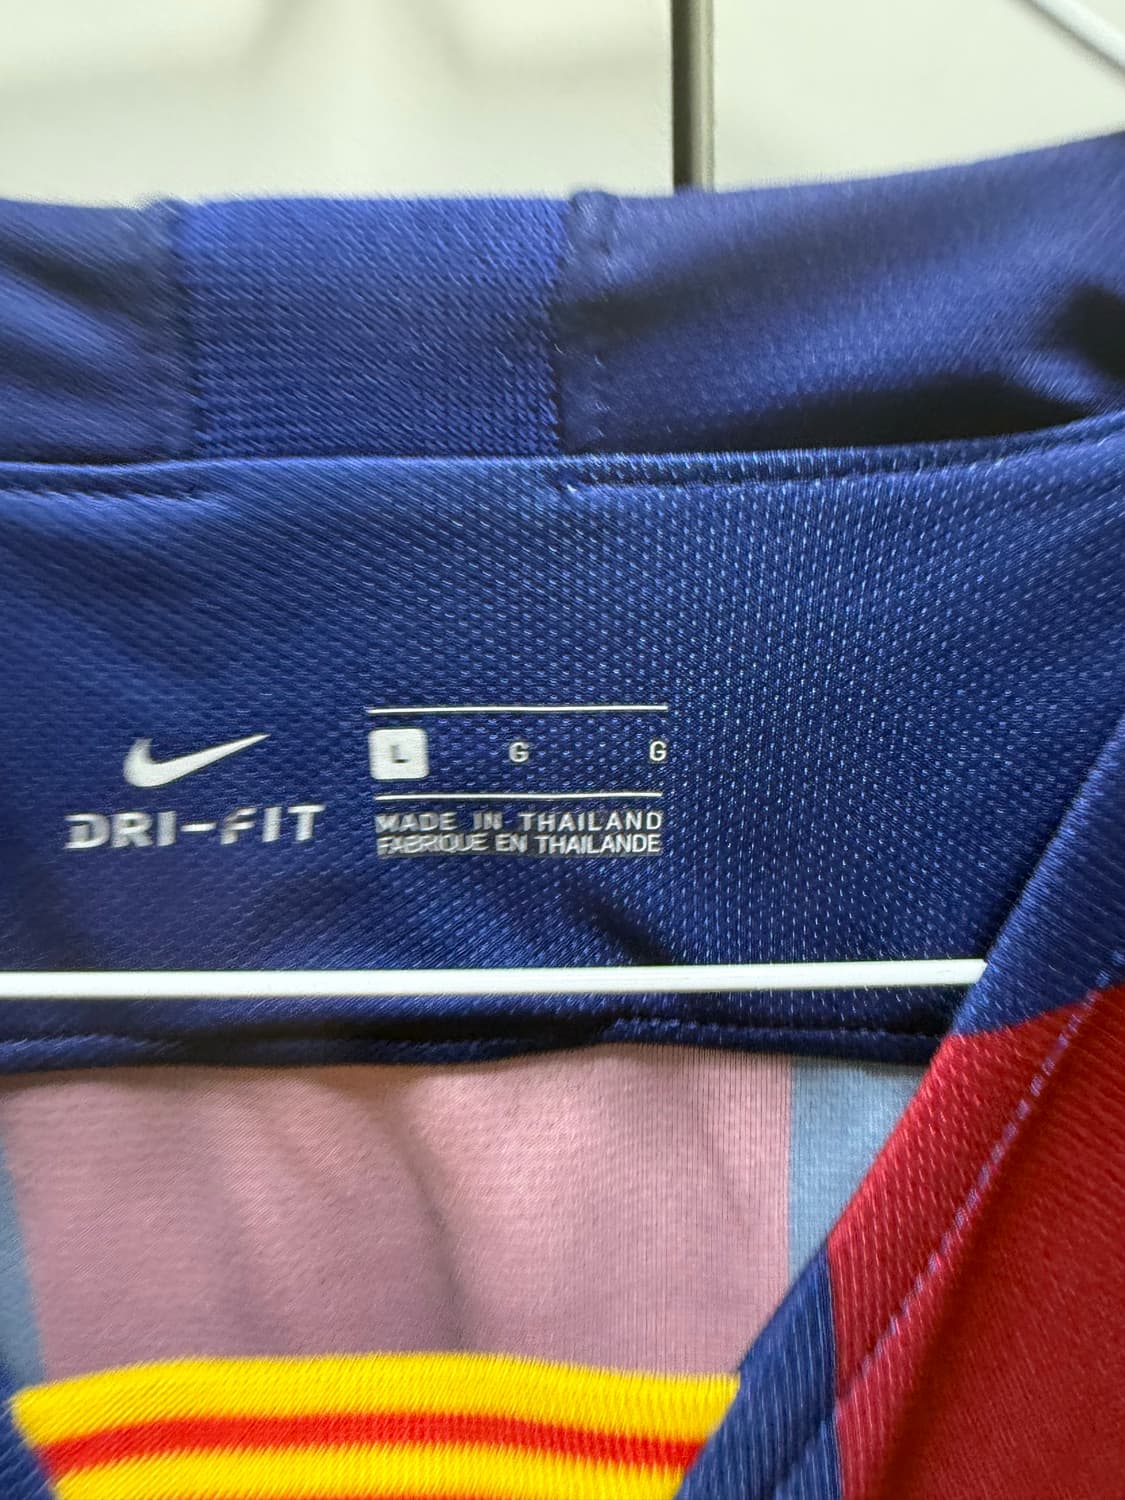 DRI-FIT
L G G
MADE IN THAILAND
FABRIQUE EN THAILANDE